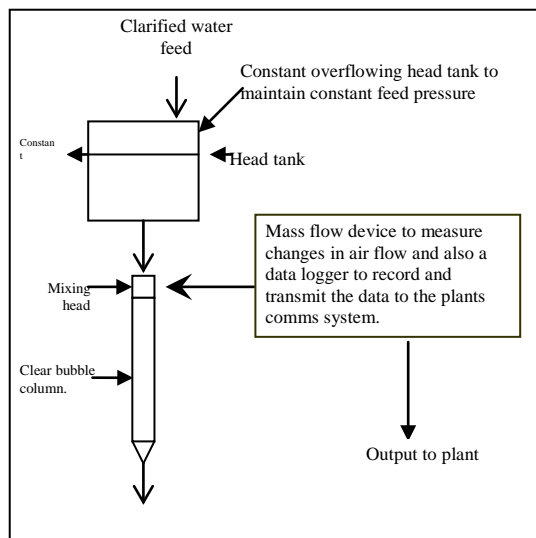 Clarified water
feed
Constant overflowing head tank to
maintain constant feed pressure
Constan
t
Head tank
Mass flow device to measure
changes in air flow and also a
data logger to record and
transmit the data to the plants
comms system.
Mixing
head
Clear bubble
column.
Output to plant